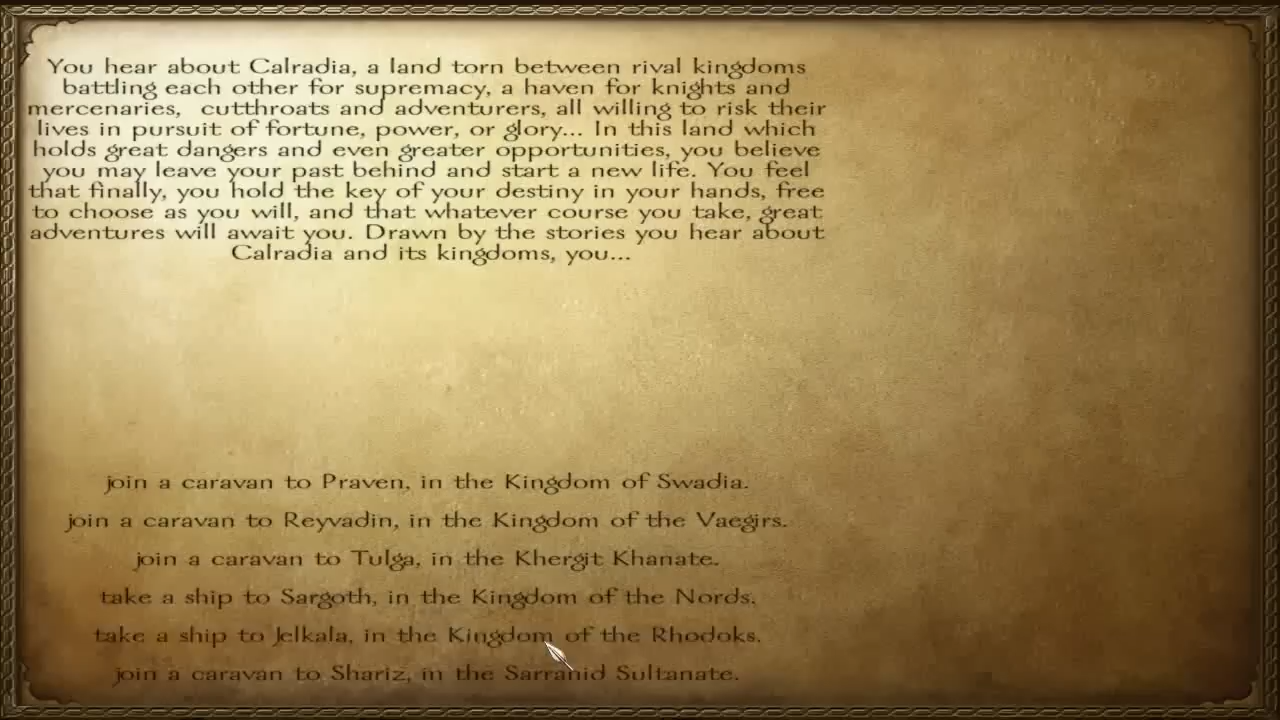 You hear about Calradia, a land torn between rival kingdoms
battling each other for supremacy, a haven for knights and
mercenaries,  cutthroats and adventurers, all willing to risk their
lives in pursuit of fortune, power, or glory... In this land which
holds great dangers and even greater opportunities, you believe
you may leave your past behind and start a new life. You feel
that finally, you hold the key of your destiny in your hands, free
to choose as you will, and that whatever course you take, great
adventures will await you. Drawn by the stories you hear about
Calradia and its kingdoms, you...
join a caravan to Praven, in the Kingdom of Swadia.
join a caravan to Reyvadin, in the Kingdom of the Vaegirs.
join a caravan to Tulga, in the Khergit Khanate.
take a ship to Sargoth, in the Kingdom of the Nords.
take a ship to Jelkala, in the Kingdom of the Rhodoks.
join a caravan to Shariz, in the Sarranid Sultanate.